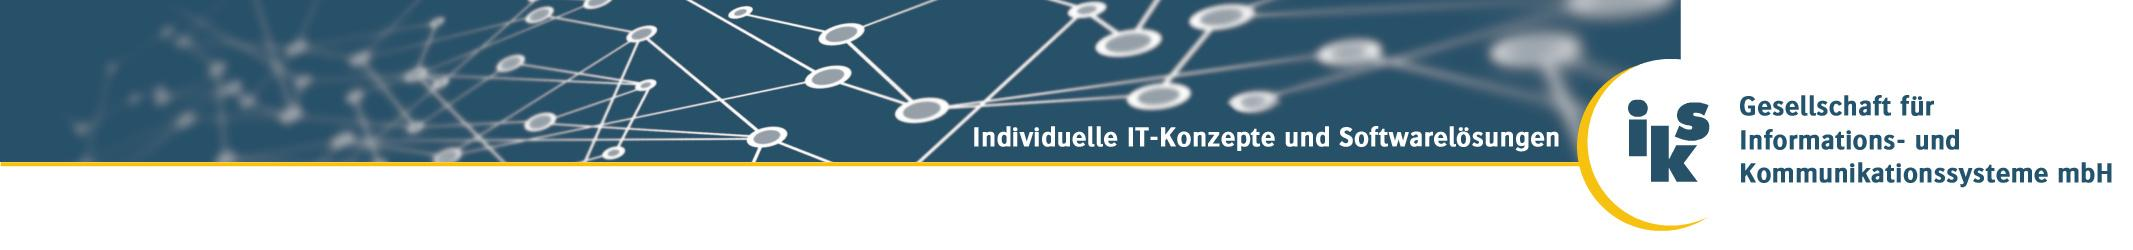 Individuelle IT-Konzepte und Softwarelösungen
iks
Gesellschaft für
Informations- und
Kommunikationssysteme mbH